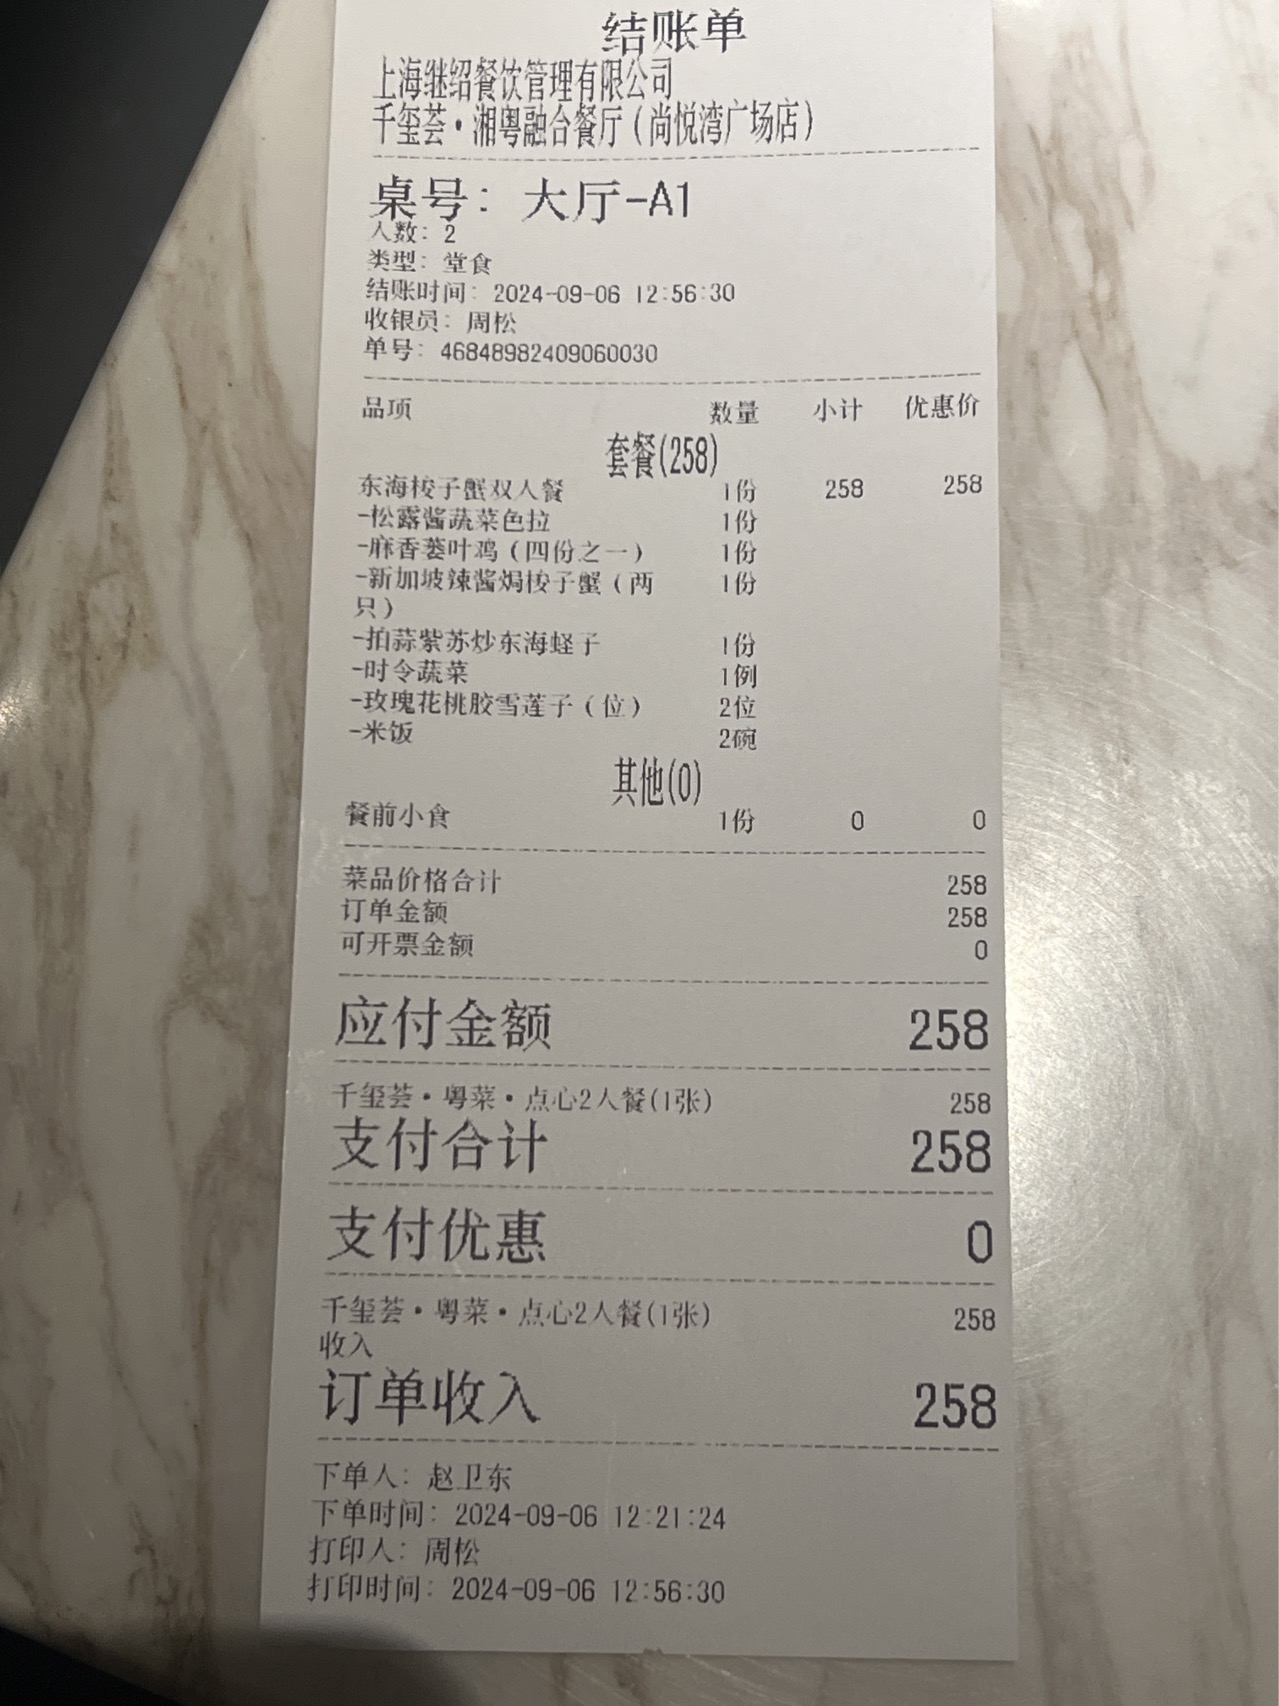 结账单
上海继绍餐饮管理有限公司
千玺荟·湘粤融合餐厅(尚悦湾广场店)
桌号: 大厅-A1
人数: 2
类型: 堂食
结账时间: 2024-09-06 12:56:30
收银员: 周松
单号: 46848982409060030
品项 数量 小计 优惠价
套餐(258)
东海梭子蟹双人餐 1份 258 258
-松露酱蔬菜色拉 1份
-麻香蒌叶鸡(四份之一) 1份
-新加坡辣酱焗梭子蟹(两 1份
只)
-拍蒜紫苏炒东海蛏子 1份
-时令蔬菜 1例
-玫瑰花桃胶雪莲子(位) 2位
-米饭 2碗
其他(0)
餐前小食 1份 0 0
菜品价格合计 258
订单金额 258
可开票金额 0
应付金额 258
千玺荟·粤菜·点心2人餐(1张) 258
支付合计 258
支付优惠 0
千玺荟·粤菜·点心2人餐(1张) 258
收入
订单收入 258
下单人: 赵卫东
下单时间: 2024-09-06 12:21:24
打印人: 周松
打印时间: 2024-09-06 12:56:30